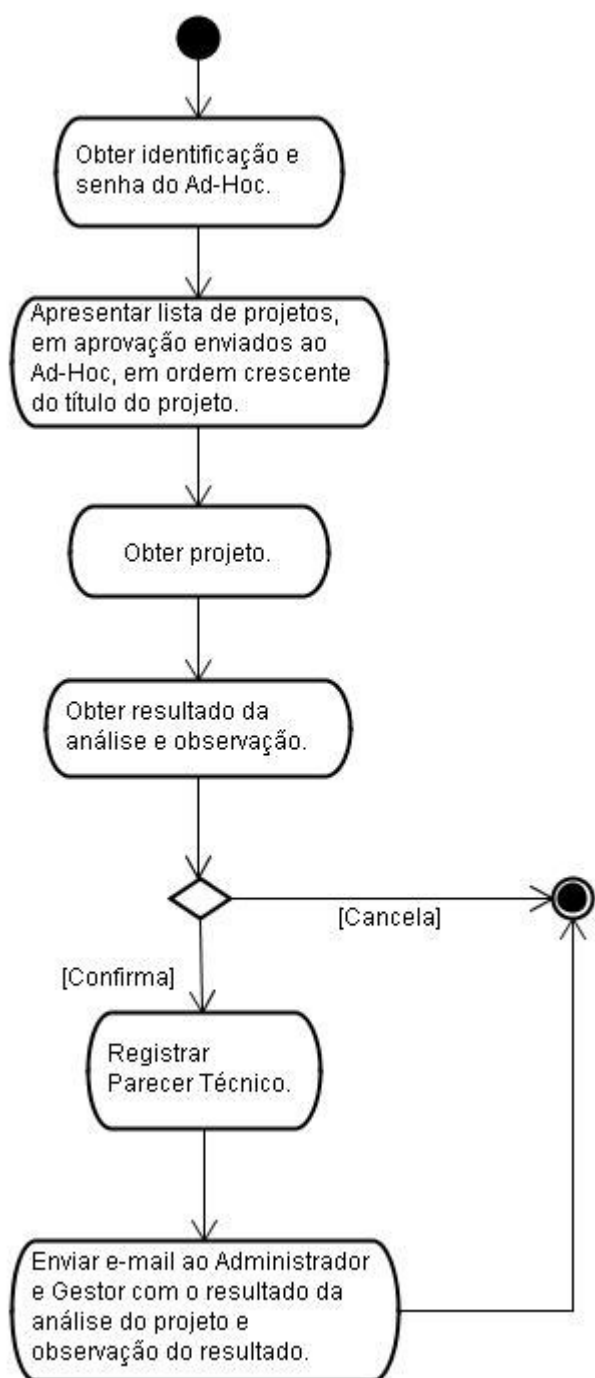 Obter identificação e
senha do Ad-Hoc.
Apresentar lista de projetos,
em aprovação enviados ao
Ad-Hoc, em ordem crescente
do título do projeto.
Obter projeto.
Obter resultado da
análise e observação.
[Cancela]
[Confirma]
Registrar
Parecer Técnico.
Enviar e-mail ao Administrador
e Gestor com o resultado da
análise do projeto e
observação do resultado.